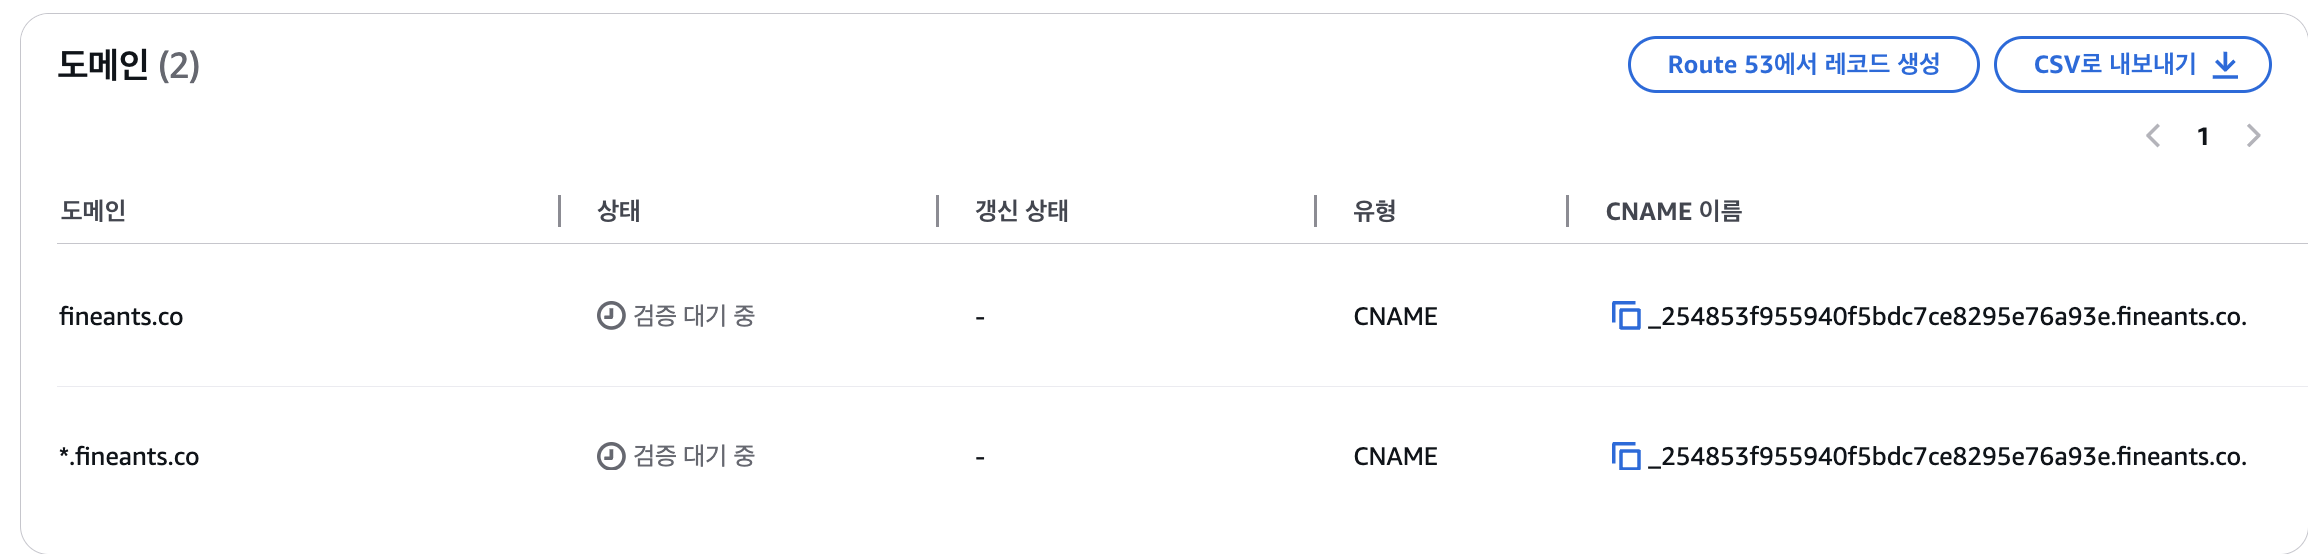 도메인 (2)
Route 53에서 레코드 생성
CSV로 내보내기
1
도메인 상태 갱신 상태 유형 CNAME 이름
fineants.co 검증 대기 중 - CNAME _254853f955940f5bdc7ce8295e76a93e.fineants.co.
*.fineants.co 검증 대기 중 - CNAME _254853f955940f5bdc7ce8295e76a93e.fineants.co.